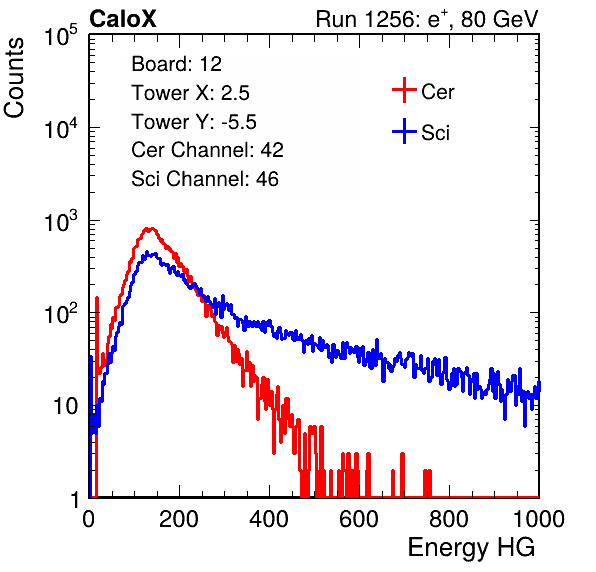 CaloX Run 1256: e⁺, 80 GeV
Counts
10⁵
10⁴
10³
10²
10
1
Board: 12
Tower X: 2.5
Tower Y: -5.5
Cer Channel: 42
Sci Channel: 46
Cer
Sci
0 200 400 600 800 1000
Energy HG